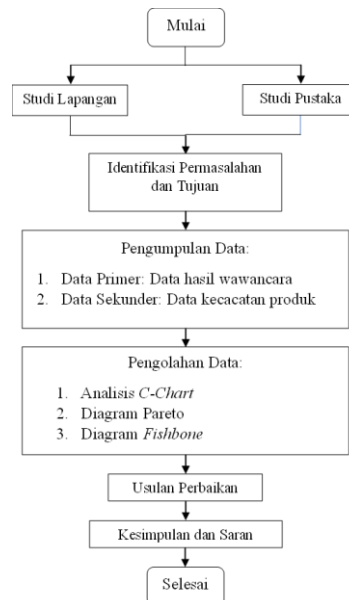 Mulai
Studi Lapangan
Studi Pustaka
Identifikasi Permasalahan
dan Tujuan
Pengumpulan Data:
1. Data Primer: Data hasil wawancara
2. Data Sekunder: Data kecacatan produk
Pengolahan Data:
1. Analisis C-Chart
2. Diagram Pareto
3. Diagram Fishbone
Usulan Perbaikan
Kesimpulan dan Saran
Selesai